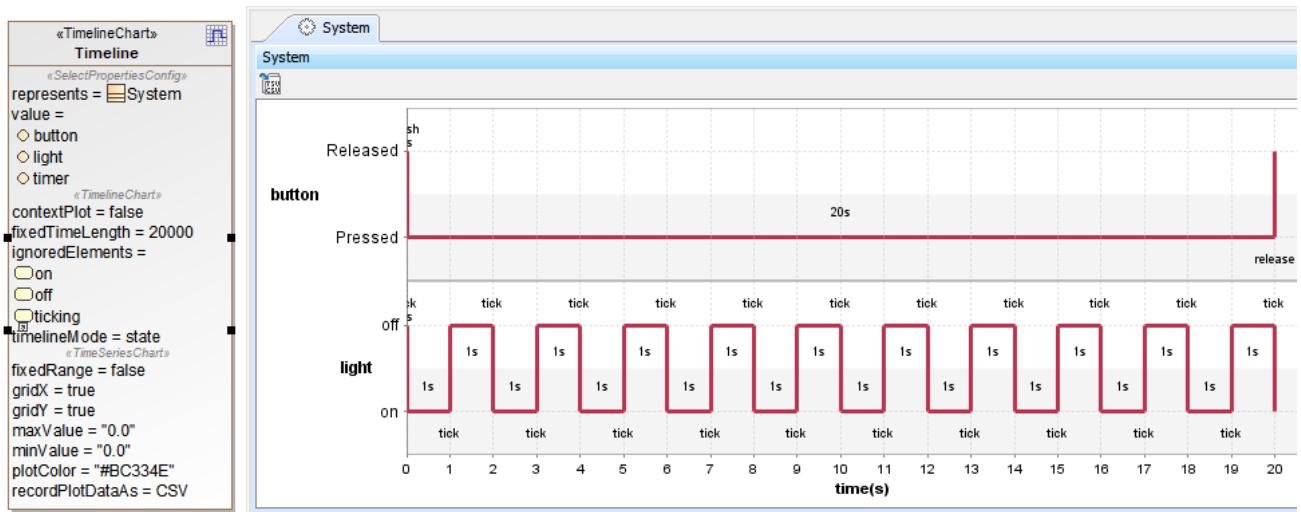 «TimelineChart»
Timeline
«SelectPropertiesConfig»
represents = System
value =
button
light
timer
«TimelineChart»
contextPlot = false
fixedTimeLength = 20000
ignoredElements =
on
off
ticking
timelineMode = state
«TimeSeriesChart»
fixedRange = false
gridX = true
gridY = true
maxValue = "0.0"
minValue = "0.0"
plotColor = "#BC334E"
recordPlotDataAs = CSV
System
System
TSV
CSV
sh
s
Released
button
20s
Pressed
release
tick tick tick tick tick tick tick tick tick tick
s
off
1s 1s 1s 1s 1s 1s 1s 1s 1s 1s
light
1s 1s 1s 1s 1s 1s 1s 1s 1s 1s
on
tick tick tick tick tick tick tick tick tick tick
0 1 2 3 4 5 6 7 8 9 10 11 12 13 14 15 16 17 18 19 20
time(s)